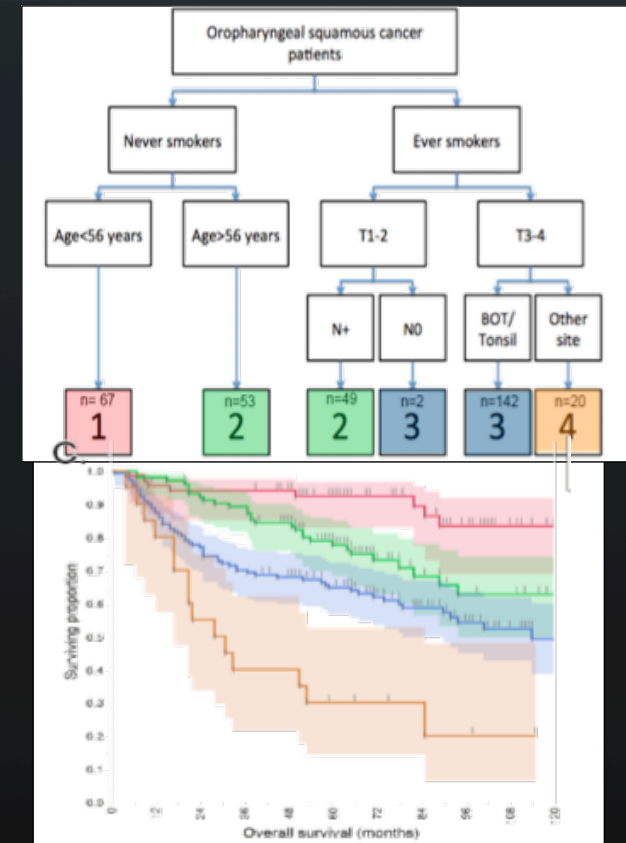 Oropharyngeal squamous cancer
patients
Never smokers
Ever smokers
Age<56 years
Age>56 years
T1-2
T3-4
N+
N0
BOT/
Tonsil
Other
site
n= 67
1
n=53
2
n=49
2
n=2
3
n=142
3
n=20
4
1.0
0.9
0.8
0.7
0.6
0.5
0.4
0.3
0.2
0.1
0.0
Surviving proportion
0
12
24
36
48
60
72
84
96
108
120
Overall survival (months)